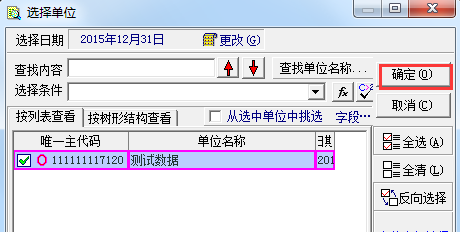 选择单位
选择日期 2015年12月31日 更改(G)
查找内容 查找单位名称... 确定(O)
选择条件 fx
取消(C)
按列表查看 按树形结构查看 从选中单位中挑选 字段…
唯一主代码 单位名称
全选(A)
111111117120 测试数据 201
全清(L)
反向选择